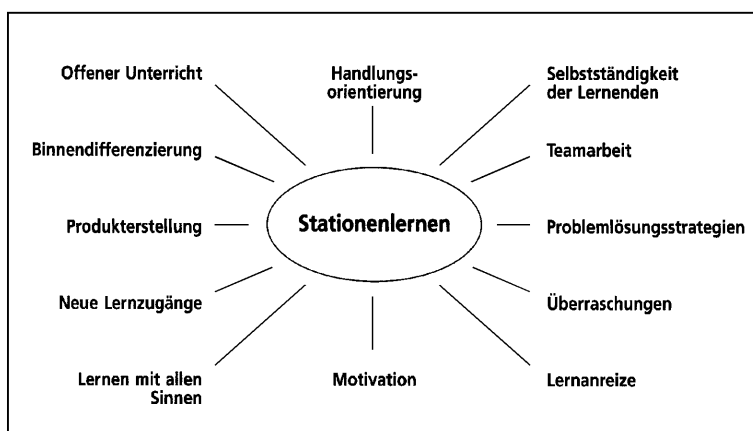 Offener Unterricht
Handlungs-
orientierung
Selbstständigkeit
der Lernenden
Binnendifferenzierung
Teamarbeit
Produkterstellung
Stationenlernen
Problemlösungsstrategien
Neue Lernzugänge
Überraschungen
Lernen mit allen
Sinnen
Motivation
Lernanreize